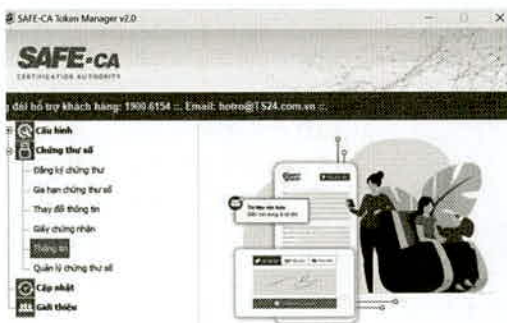 SAFE-CA Token Manager v2.0
SAFE-CA
CERTIFICATION AUTHORITY
g đài hỗ trợ khách hàng: 1900.6154 ::. Email: hotro@TS24.com.vn ::.
Cấu hình
Chứng thư số
Đăng ký chứng thư
Gia hạn chứng thư số
Thay đổi thông tin
Giấy chứng nhận
Thông tin
Quản lý chứng thư số
Cập nhật
Giới thiệu